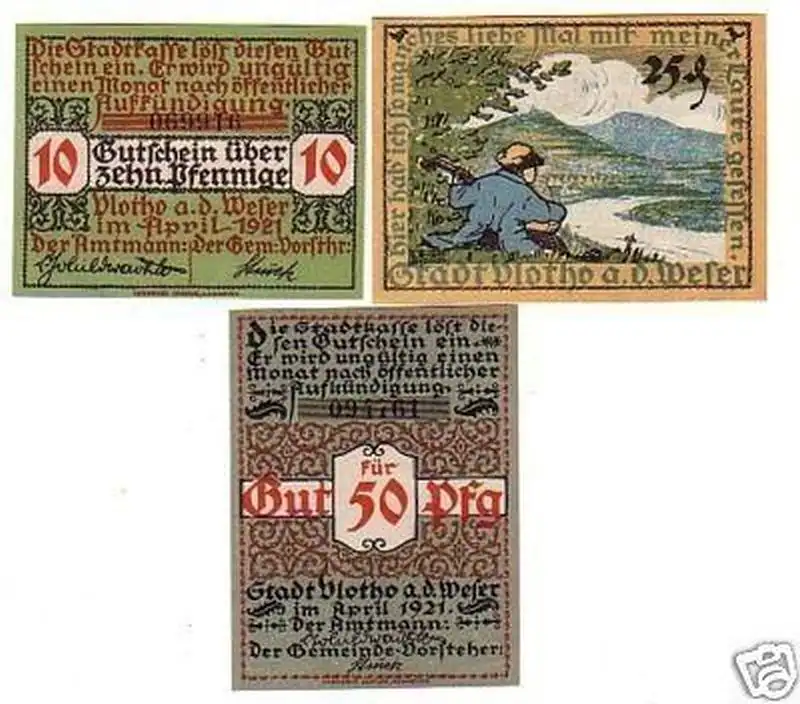 Die Stadtkasse löst diesen Gut
schein ein. Er wird ungültig
einen Monat nach öffentlicher
Aufkündigung.
069976
10 Gutschein über 10
zehn Pfennige
Vlotho a.d. Weser
im April 1921
Der Amtmann: Der Gem.Vorsthr:
Hier hab ich so manches liebe Mal mit meiner Laute gesessen.
25 ₰
Stadt Vlotho a.d. Weser
Die Stadtkasse löst die-
sen Gutschein ein.
Er wird ungültig einen
Monat nach öffentlicher
Aufkündigung.
094761
Gut für 50 Pfg
Stadt Vlotho a.d. Weser
im April 1921.
Der Amtmann:
der Gemeinde-Vorsteher: